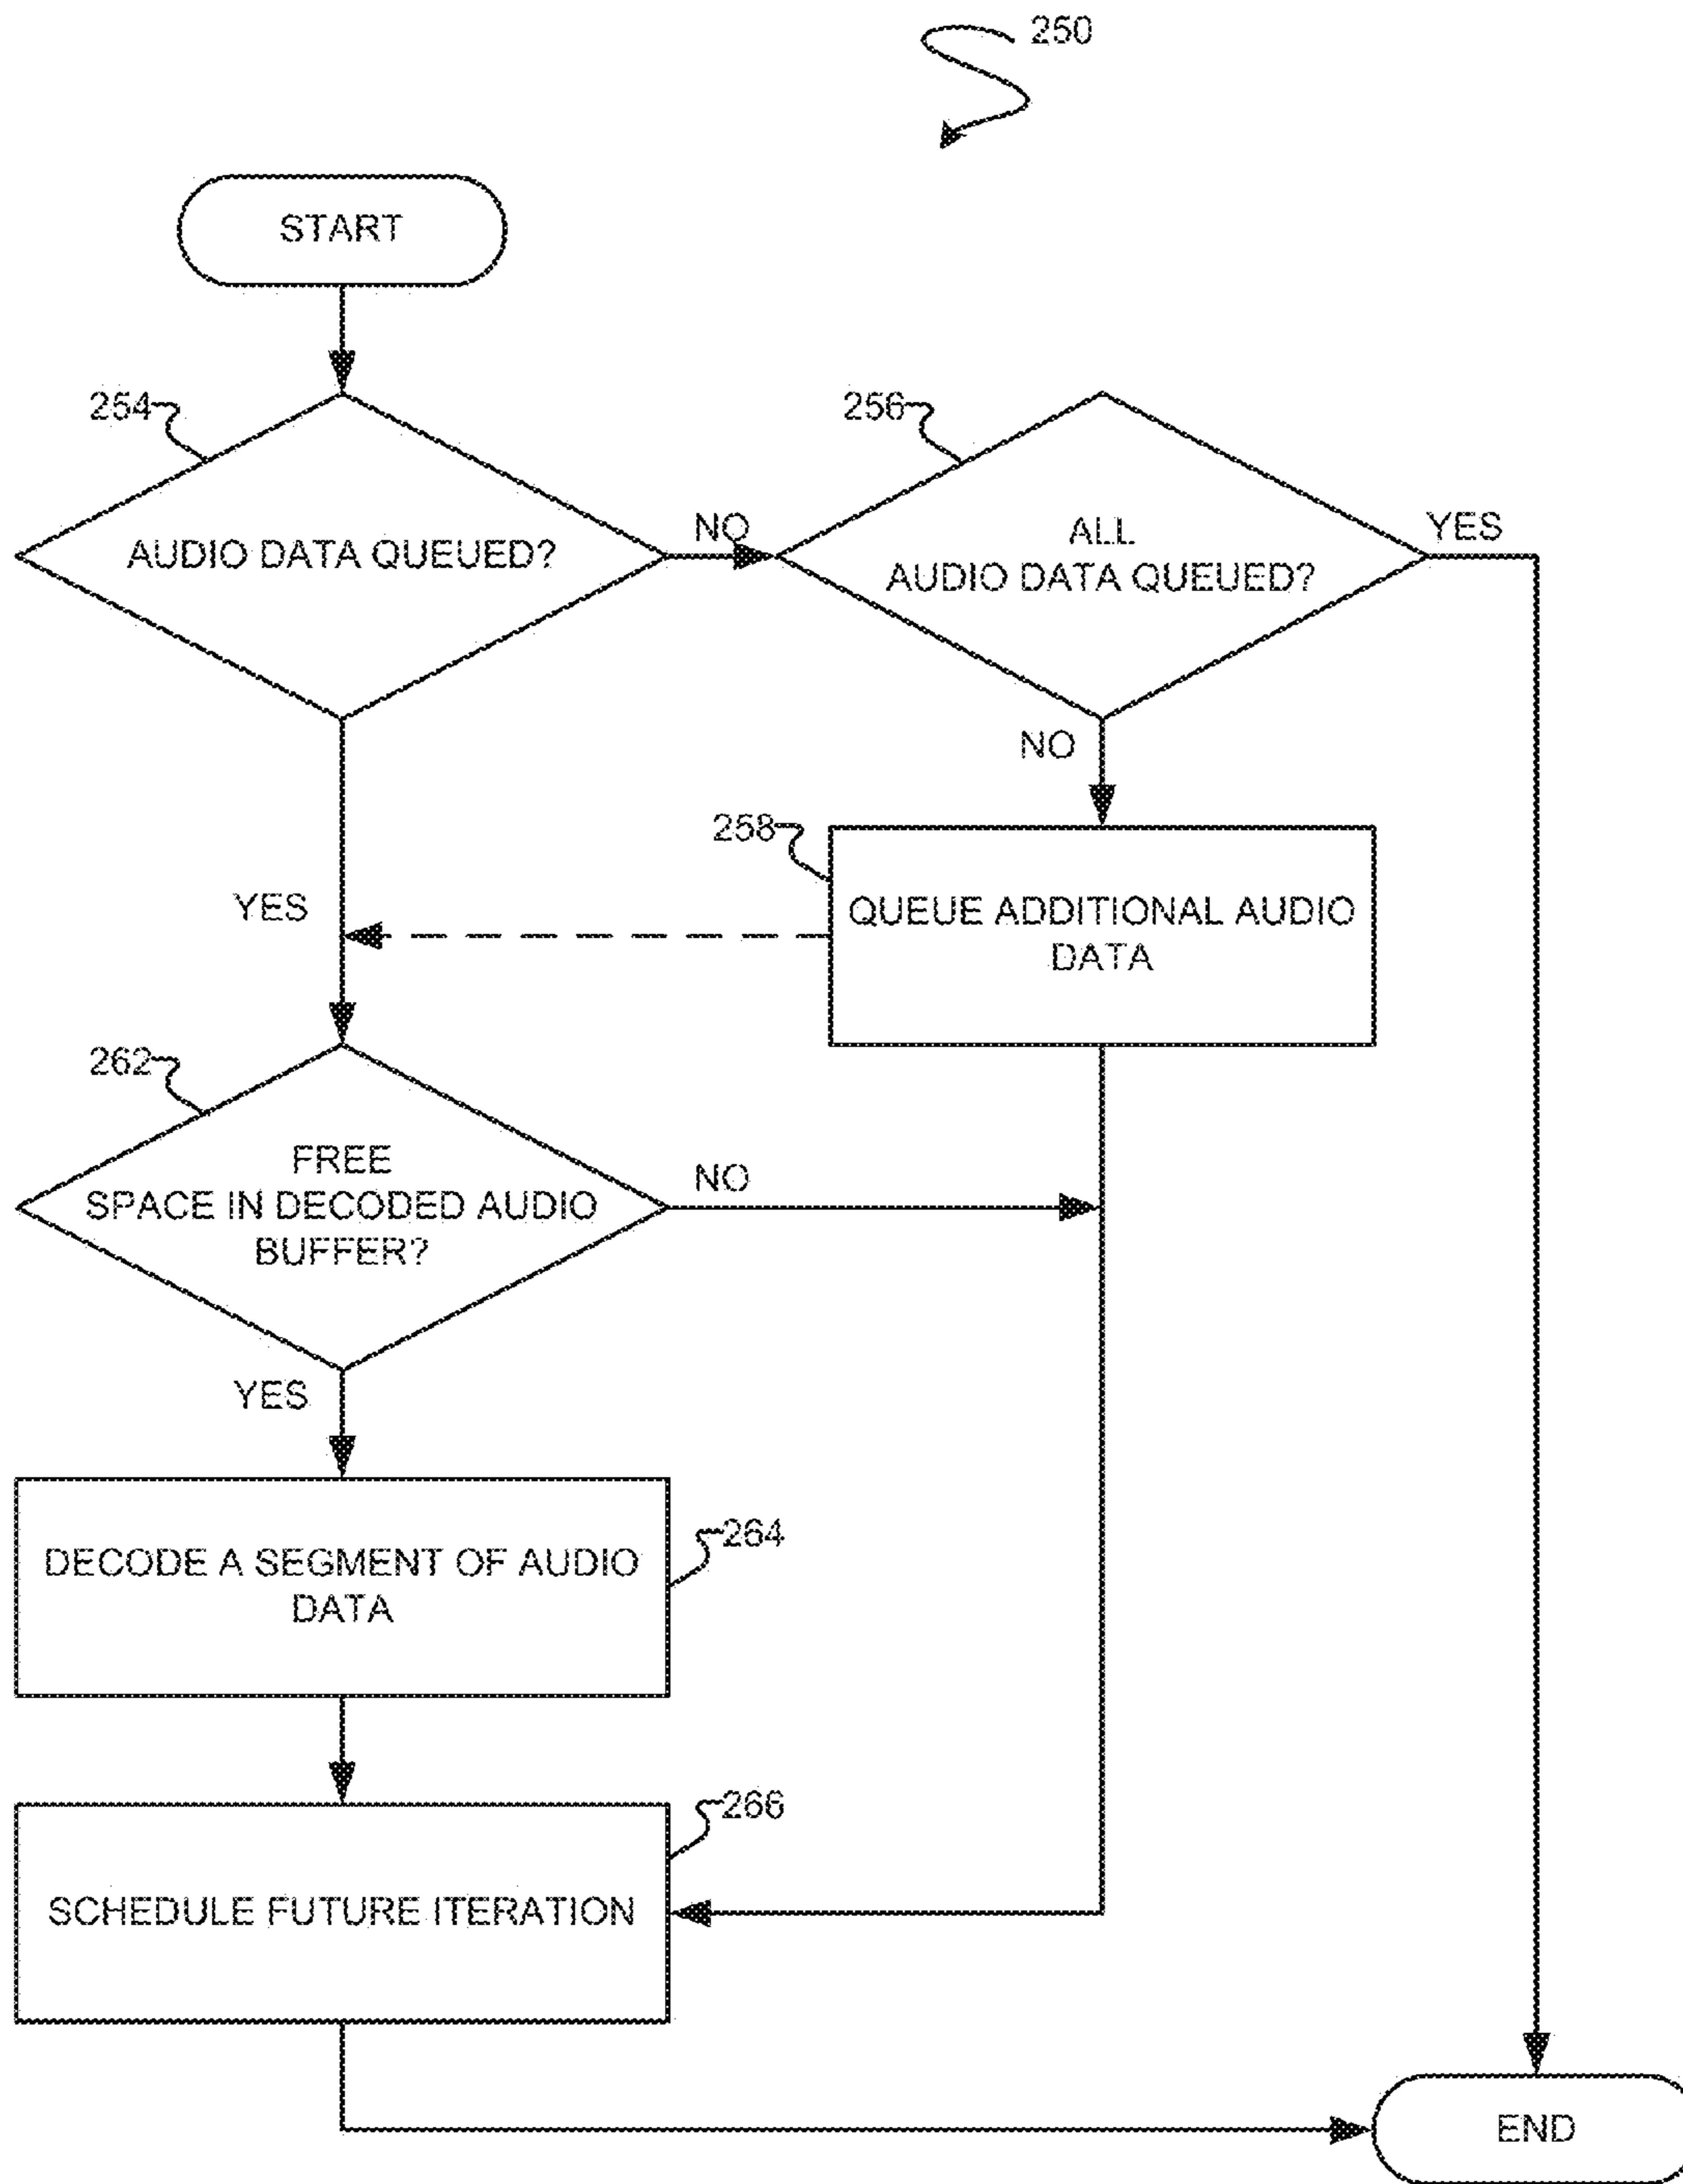 250
START
254
256
AUDIO DATA QUEUED?
NO
ALL
AUDIO DATA QUEUED?
YES
NO
258
QUEUE ADDITIONAL AUDIO
DATA
YES
262
FREE
SPACE IN DECODED AUDIO
BUFFER?
NO
YES
264
DECODE A SEGMENT OF AUDIO
DATA
266
SCHEDULE FUTURE ITERATION
END